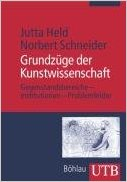 Jutta Held
Norbert Schneider
Grundzüge der
Kunstwissenschaft
Gegenstandsbereiche –
Institutionen – Problemfelder
Böhlau UTB